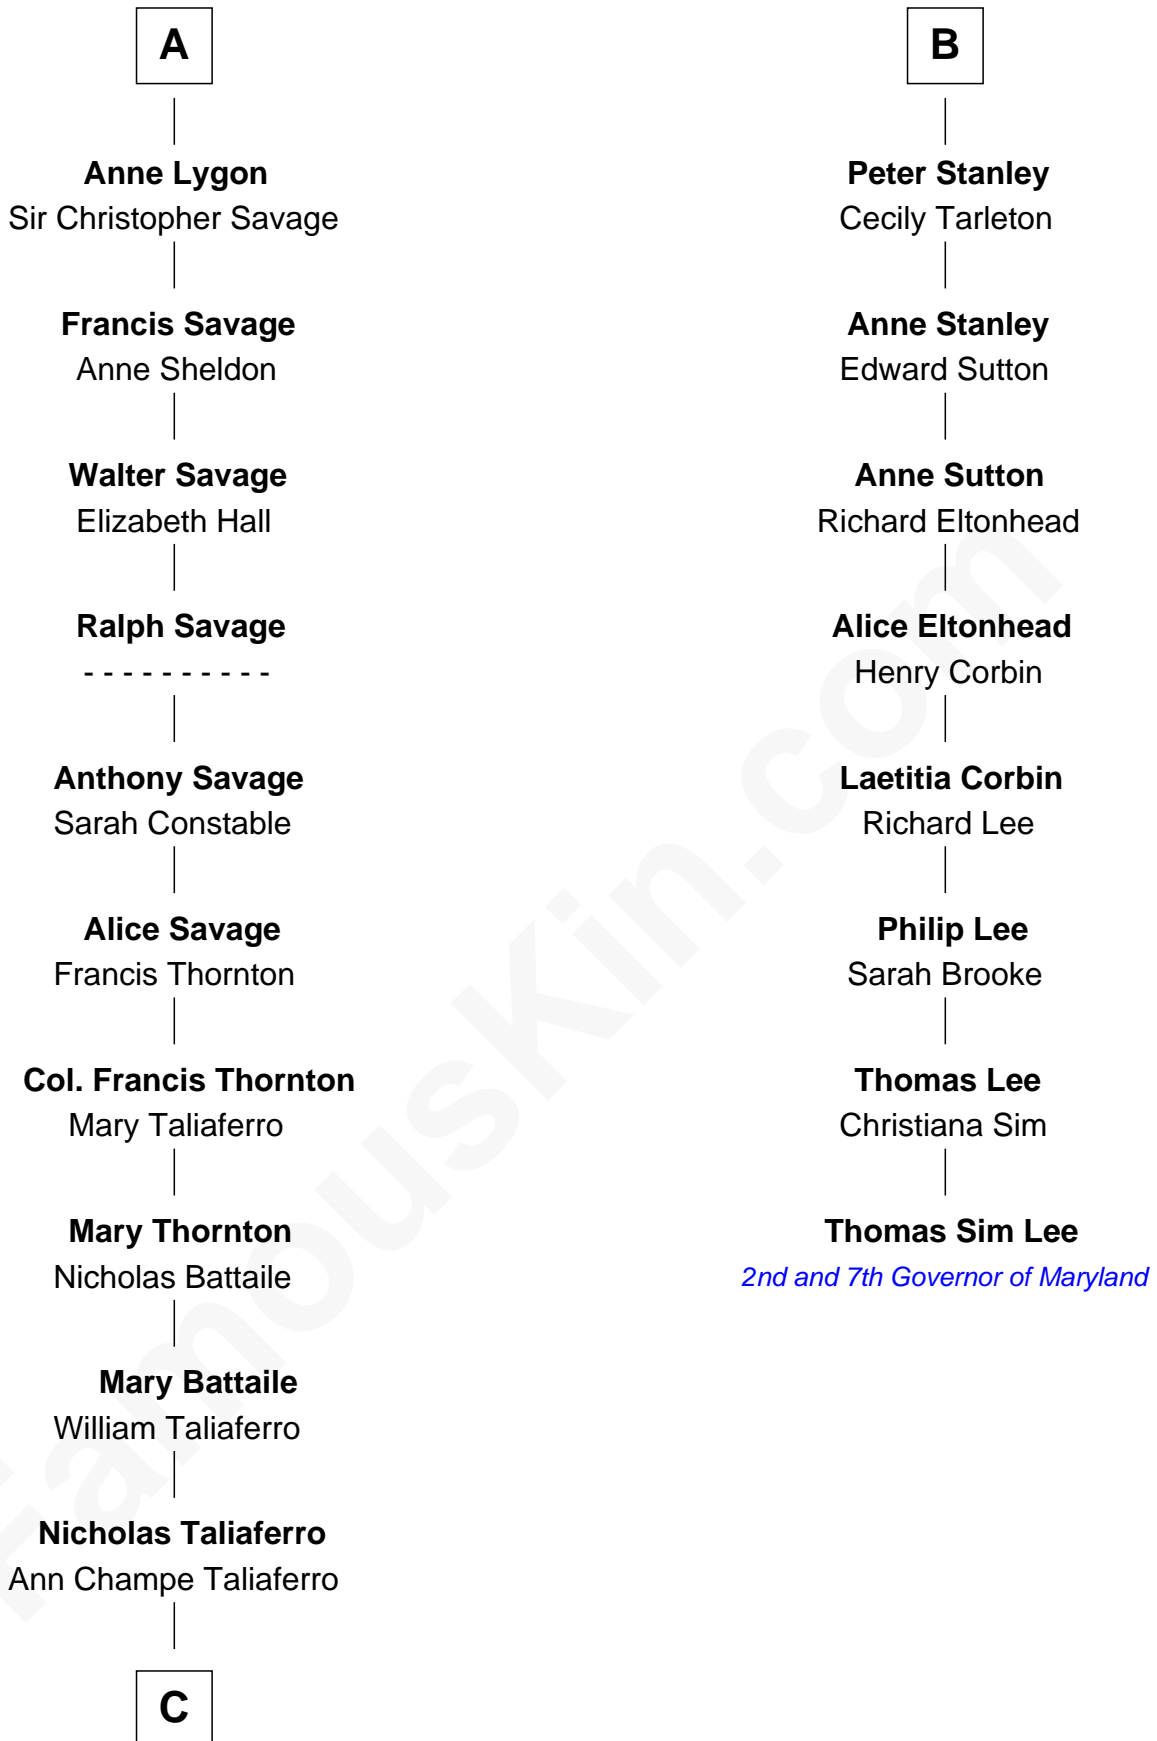 A
Anne Lygon
Sir Christopher Savage
Francis Savage
Anne Sheldon
Walter Savage
Elizabeth Hall
Ralph Savage
- - - - - - - - - -
Anthony Savage
Sarah Constable
Alice Savage
Francis Thornton
Col. Francis Thornton
Mary Taliaferro
Mary Thornton
Nicholas Battaile
Mary Battaile
William Taliaferro
Nicholas Taliaferro
Ann Champe Taliaferro
C
B
Peter Stanley
Cecily Tarleton
Anne Stanley
Edward Sutton
Anne Sutton
Richard Eltonhead
Alice Eltonhead
Henry Corbin
Laetitia Corbin
Richard Lee
Philip Lee
Sarah Brooke
Thomas Lee
Christiana Sim
Thomas Sim Lee
2nd and 7th Governor of Maryland
FamousKin.com